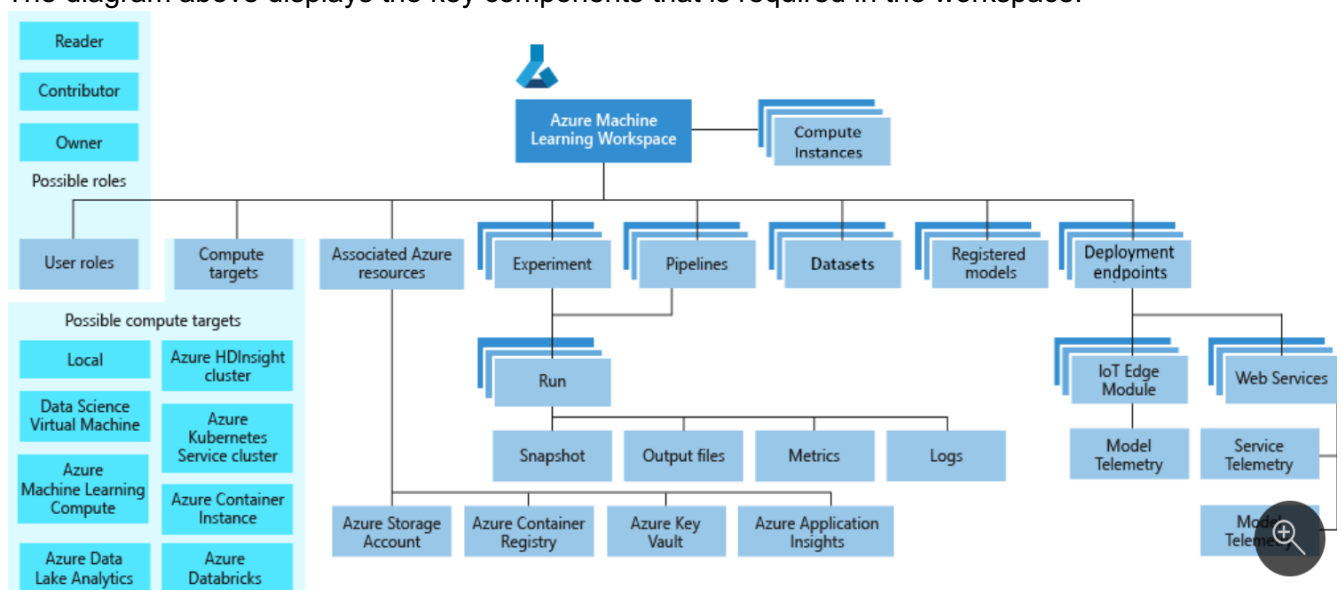 The diagram above displays the key components that is required in the workspace.
Reader
Contributor
Owner
Possible roles
User roles
Azure Machine
Learning Workspace
Compute
Instances
Compute
targets
Associated Azure
resources
Experiment
Pipelines
Datasets
Registered
models
Deployment
endpoints
Possible compute targets
Local
Azure HDInsight
cluster
Data Science
Virtual Machine
Azure
Kubernetes
Service cluster
Azure
Machine Learning
Compute
Azure Container
Instance
Azure Data
Lake Analytics
Azure
Databricks
Run
Snapshot
Output files
Metrics
Logs
Azure Storage
Account
Azure Container
Registry
Azure Key
Vault
Azure Application
Insights
IoT Edge
Module
Web Services
Model
Telemetry
Service
Telemetry
Model
Telemetry